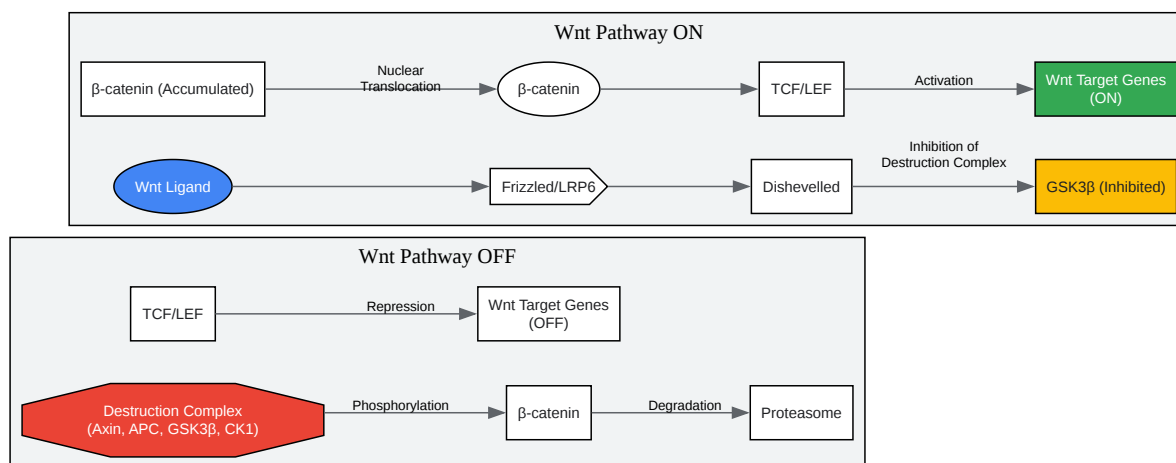 Wnt Pathway ON
β-catenin (Accumulated)
Nuclear
Translocation
β-catenin
TCF/LEF
Activation
Wnt Target Genes
(ON)
Wnt Ligand
Frizzled/LRP6
Dishevelled
Inhibition of
Destruction Complex
GSK3β (Inhibited)
Wnt Pathway OFF
TCF/LEF
Repression
Wnt Target Genes
(OFF)
Destruction Complex
(Axin, APC, GSK3β, CK1)
Phosphorylation
β-catenin
Degradation
Proteasome